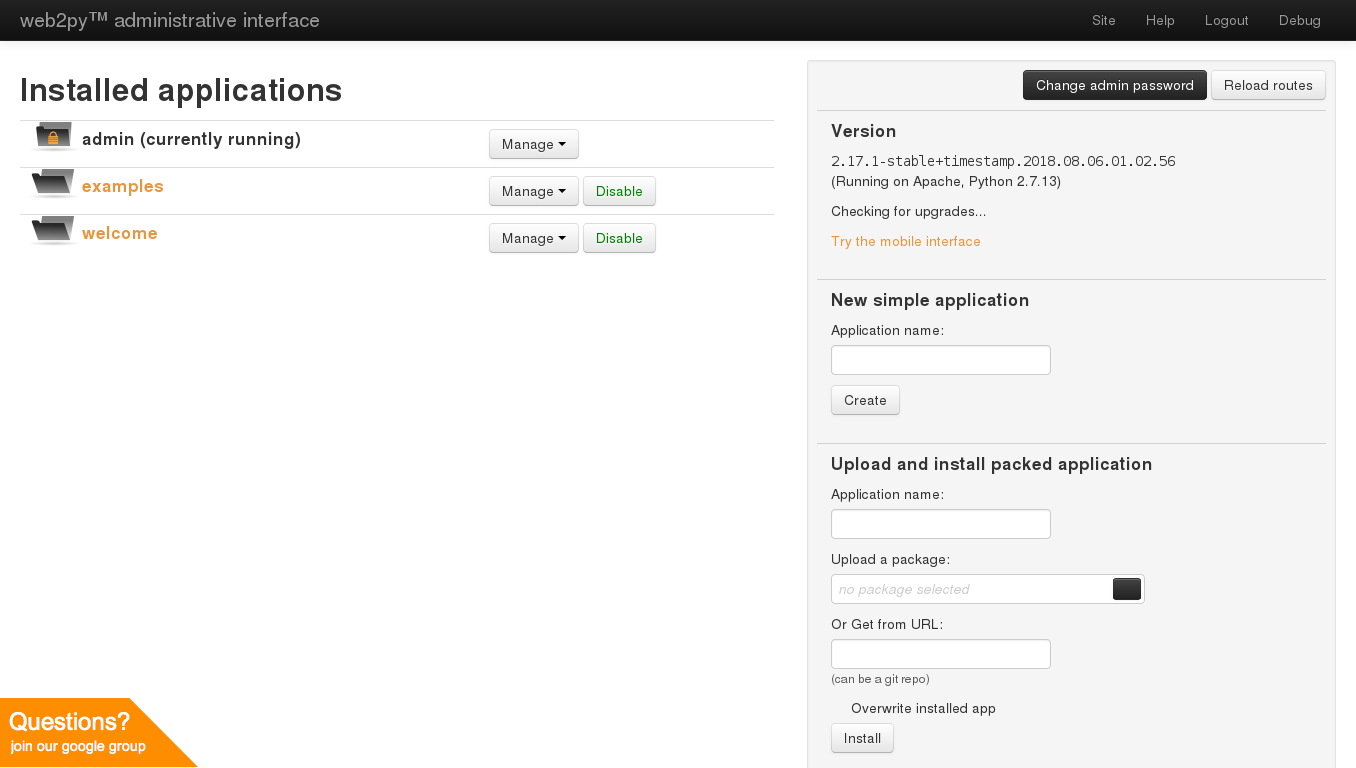 web2py™ administrative interface
Site Help Logout Debug
Installed applications
admin (currently running)
Manage
examples
Manage Disable
welcome
Manage Disable
Change admin password Reload routes
Version
2.17.1-stable+timestamp.2018.08.06.01.02.56
(Running on Apache, Python 2.7.13)
Checking for upgrades...
Try the mobile interface
New simple application
Application name:
Create
Upload and install packed application
Application name:
Upload a package:
no package selected
Or Get from URL:
(can be a git repo)
Overwrite installed app
Install
Questions?
join our google group